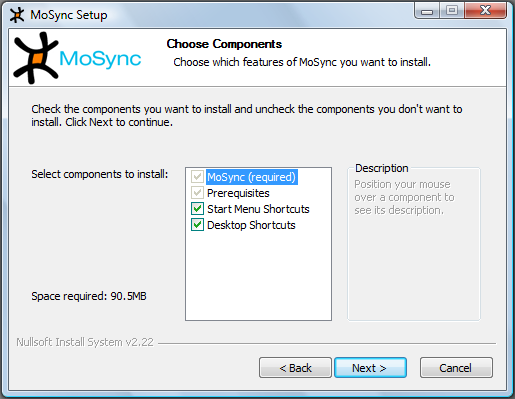 MoSync Setup
MoSync
Choose Components
Choose which features of MoSync you want to install.
Check the components you want to install and uncheck the components you don't want to
install. Click Next to continue.
Select components to install:
MoSync (required)
Prerequisites
Start Menu Shortcuts
Desktop Shortcuts
Description
Position your mouse
over a component to
see its description.
Space required: 90.5MB
Nullsoft Install System v2.22
< Back
Next >
Cancel